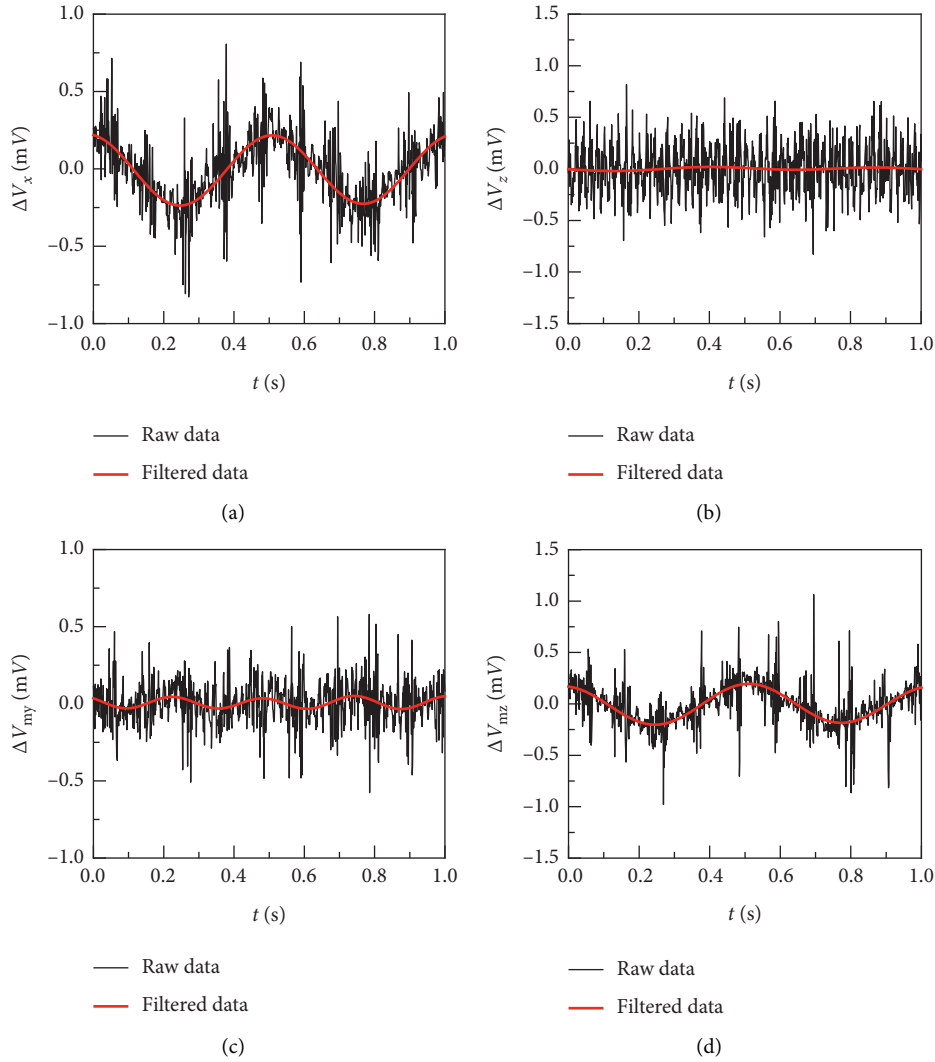 1.0
0.5
0.0
−0.5
−1.0
ΔVx (mV)
0.0 0.2 0.4 0.6 0.8 1.0
t (s)
Raw data
Filtered data
(a)
1.5
1.0
0.5
0.0
−0.5
−1.0
−1.5
ΔVz (mV)
0.0 0.2 0.4 0.6 0.8 1.0
t (s)
Raw data
Filtered data
(b)
1.0
0.5
0.0
−0.5
−1.0
ΔVmy (mV)
0.0 0.2 0.4 0.6 0.8 1.0
t (s)
Raw data
Filtered data
(c)
1.5
1.0
0.5
0.0
−0.5
−1.0
−1.5
ΔVmz (mV)
0.0 0.2 0.4 0.6 0.8 1.0
t (s)
Raw data
Filtered data
(d)